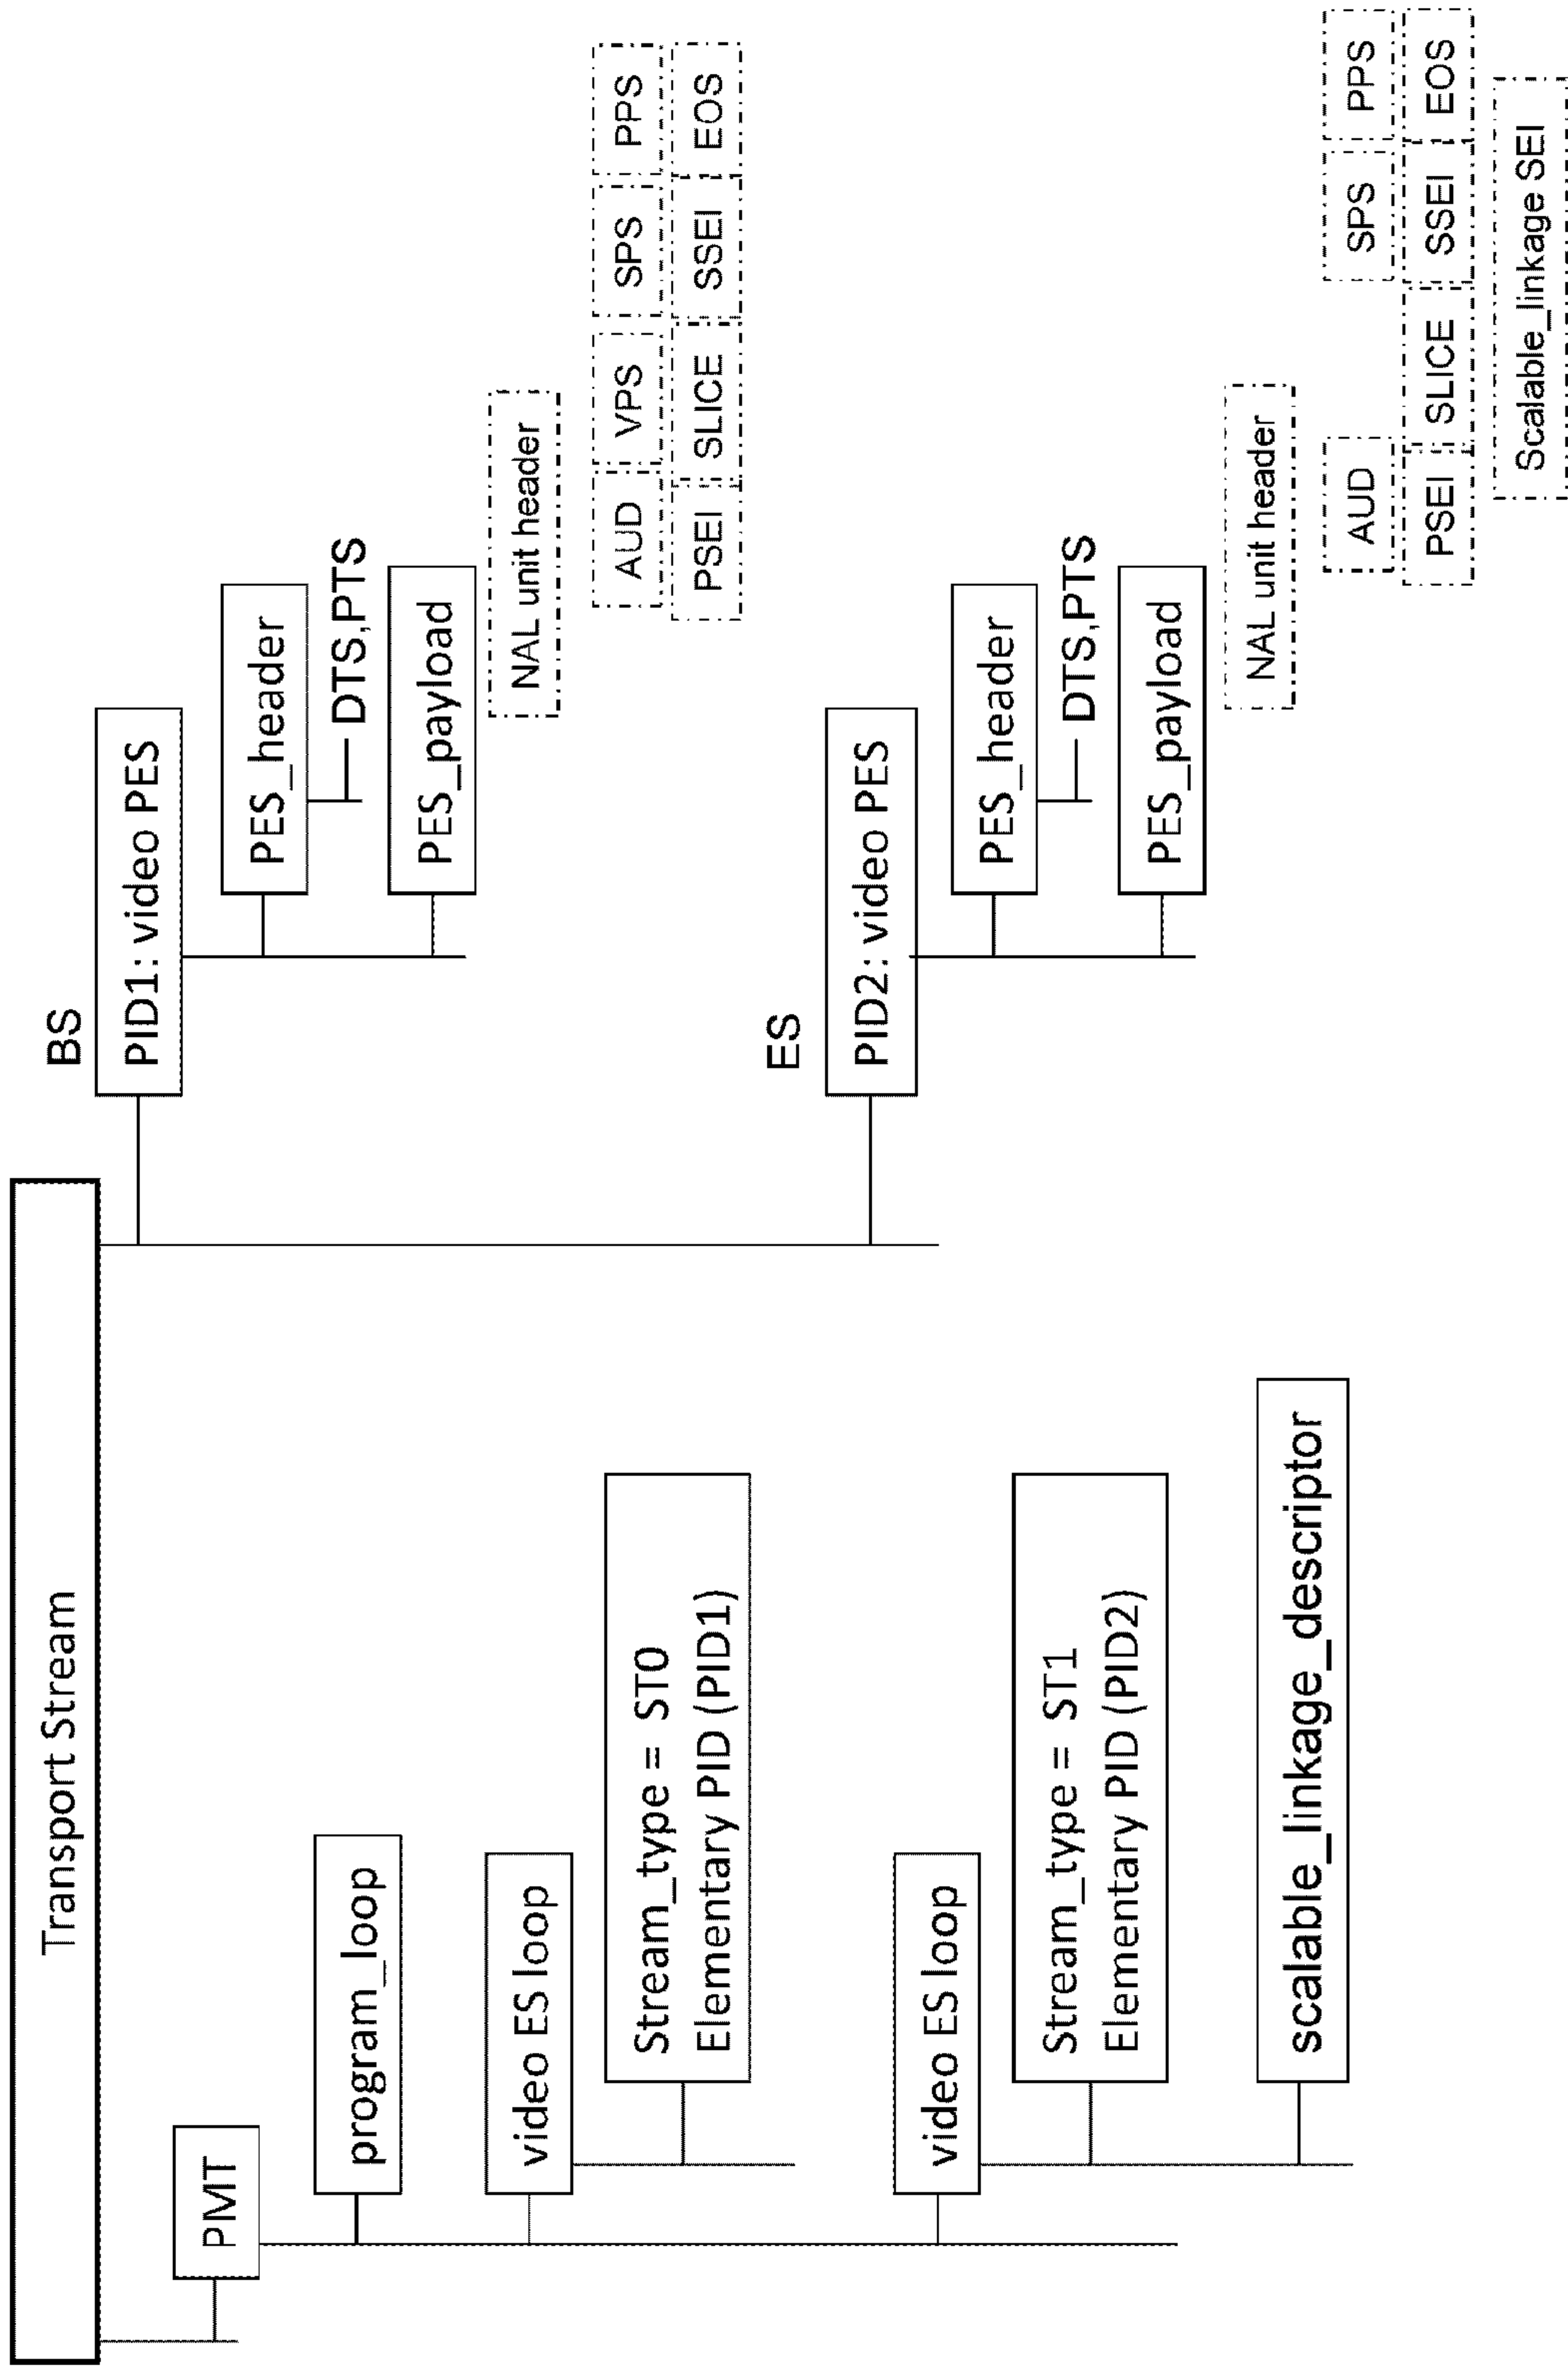 Transport Stream
PMT
program_loop
video ES loop
Stream_type = ST0
Elementary PID (PID1)
video ES loop
Stream_type = ST1
Elementary PID (PID2)
scalable_linkage_descriptor
BS
PID1: video PES
PES_header
DTS,PTS
PES_payload
NAL unit header
AUD VPS SPS PPS
PSEI SLICE SSEI EOS
ES
PID2: video PES
PES_header
DTS,PTS
PES_payload
NAL unit header
AUD SPS PPS
PSEI SLICE SSEI EOS
Scalable_linkage SEI